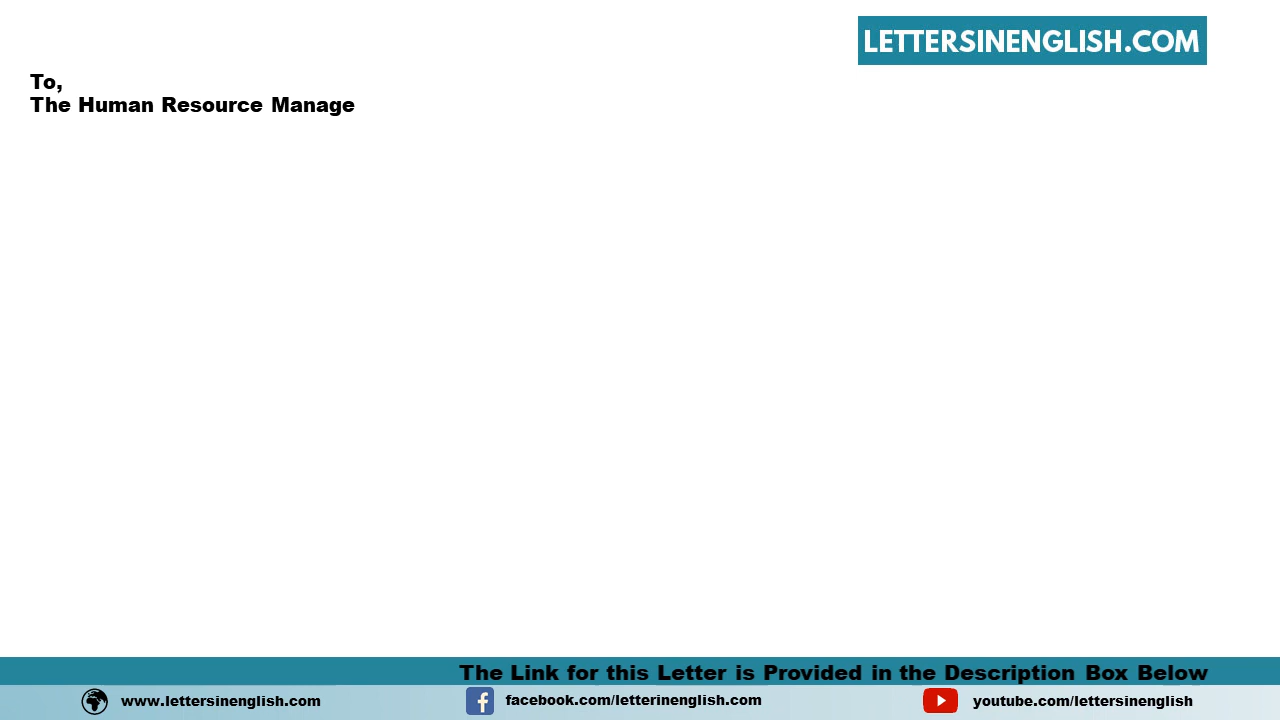 LETTERSINENGLISH.COM
To,
The Human Resource Manage
The Link for this Letter is Provided in the Description Box Below
www.lettersinenglish.com
facebook.com/letterinenglish.com
youtube.com/lettersinenglish